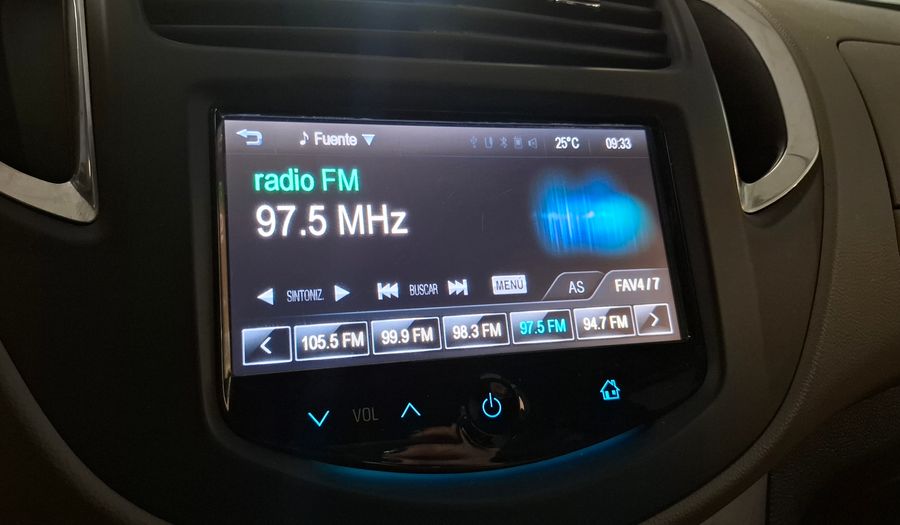 Fuente 25°C 09:33
radio FM
97.5 MHz
SINTONIZ. BUSCAR MENÚ AS FAV4/7
105.5 FM 99.9 FM 98.3 FM 97.5 FM 94.7 FM
VOL